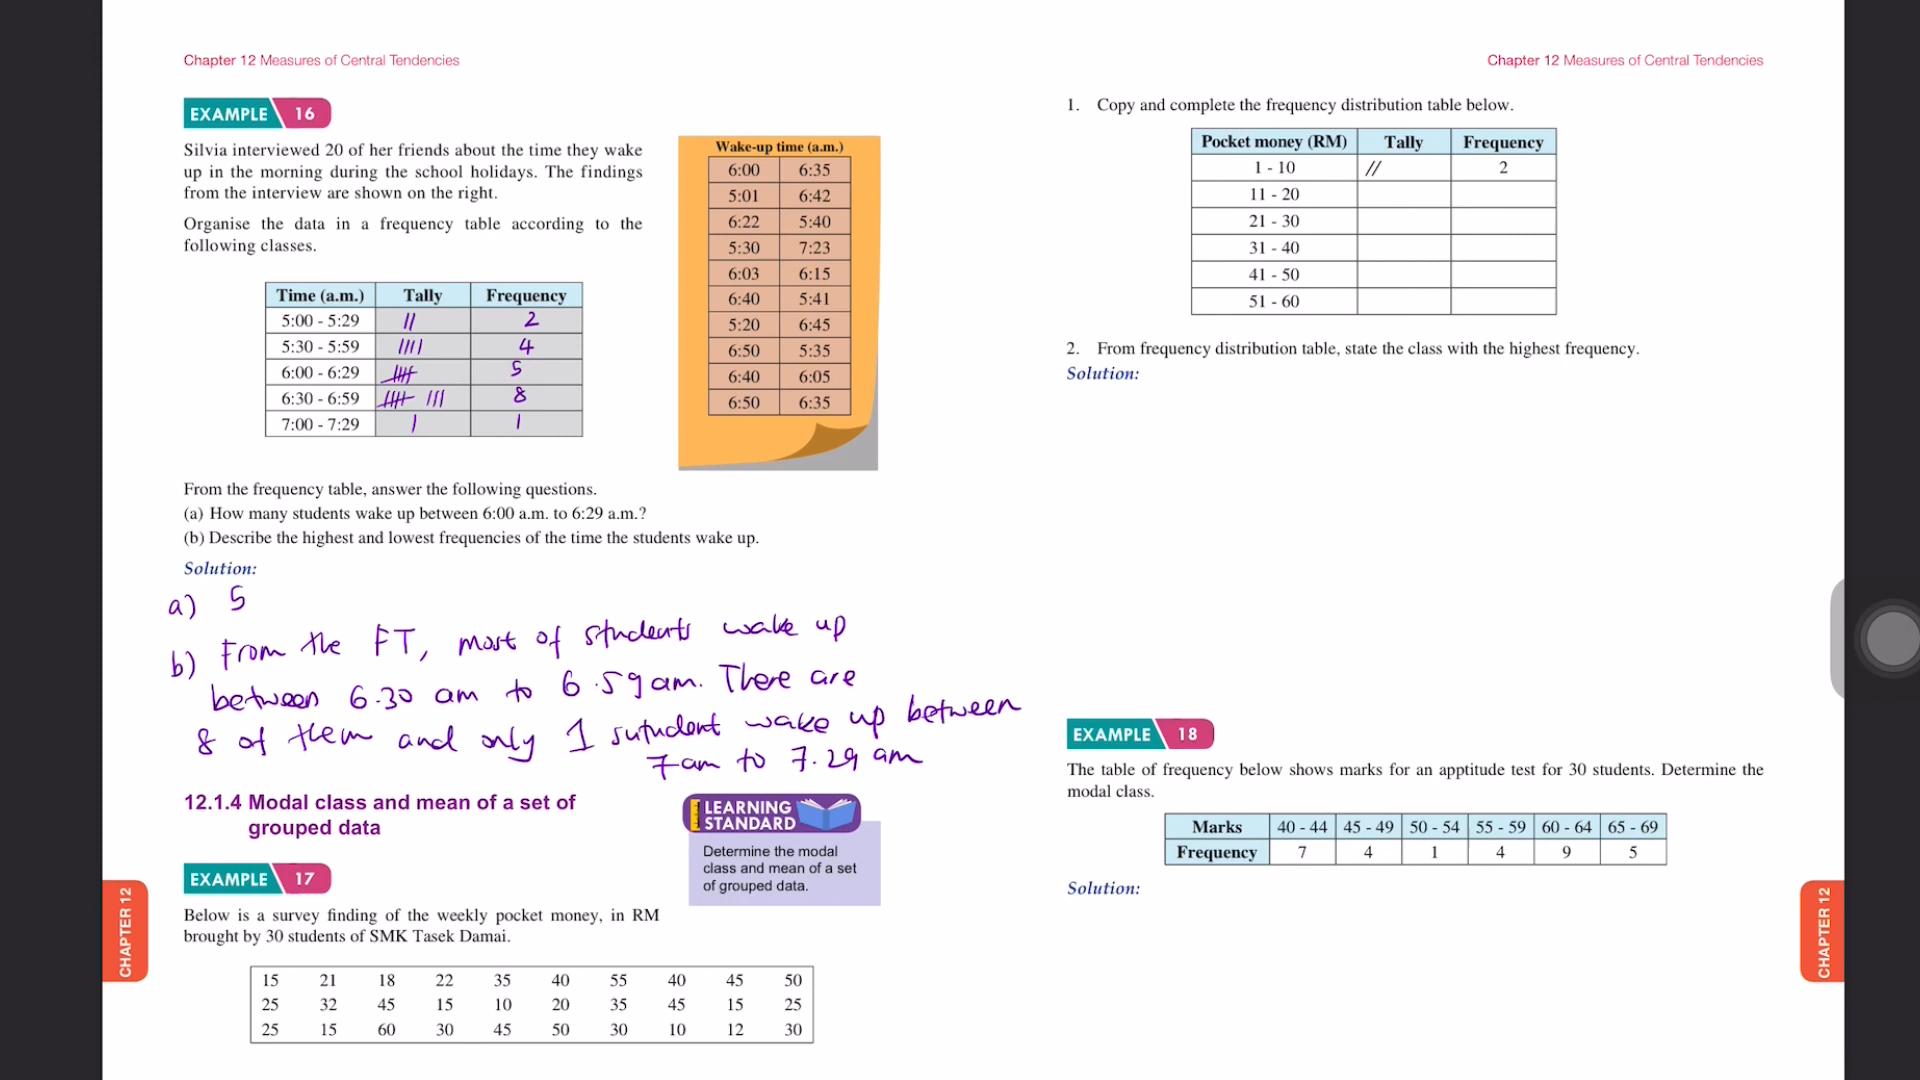 Chapter 12 Measures of Central Tendencies
EXAMPLE 16
Silvia interviewed 20 of her friends about the time they wake
up in the morning during the school holidays. The findings
from the interview are shown on the right.
Organise the data in a frequency table according to the
following classes.
Time (a.m.) Tally Frequency
5:00 - 5:29 // 2
5:30 - 5:59 //// 4
6:00 - 6:29 //// 5
6:30 - 6:59 //// /// 8
7:00 - 7:29 / 1
Wake-up time (a.m.)
6:00 6:35
5:01 6:42
6:22 5:40
5:30 7:23
6:03 6:15
6:40 5:41
5:20 6:45
6:50 5:35
6:40 6:05
6:50 6:35
From the frequency table, answer the following questions.
(a) How many students wake up between 6:00 a.m. to 6:29 a.m.?
(b) Describe the highest and lowest frequencies of the time the students wake up.
Solution:
a) 5
b) From the FT, most of students wake up
between 6.30 am to 6.59 am. There are
8 of them and only 1 sutudent wake up between
7am to 7.29 am
12.1.4 Modal class and mean of a set of
grouped data
LEARNING
STANDARD
Determine the modal
class and mean of a set
of grouped data.
EXAMPLE 17
Below is a survey finding of the weekly pocket money, in RM
brought by 30 students of SMK Tasek Damai.
15 21 18 22 35 40 55 40 45 50
25 32 45 15 10 20 35 45 15 25
25 15 60 30 45 50 30 10 12 30
CHAPTER 12
Chapter 12 Measures of Central Tendencies
1. Copy and complete the frequency distribution table below.
Pocket money (RM) Tally Frequency
1 - 10 // 2
11 - 20
21 - 30
31 - 40
41 - 50
51 - 60
2. From frequency distribution table, state the class with the highest frequency.
Solution:
EXAMPLE 18
The table of frequency below shows marks for an apptitude test for 30 students. Determine the
modal class.
Marks 40 - 44 45 - 49 50 - 54 55 - 59 60 - 64 65 - 69
Frequency 7 4 1 4 9 5
Solution:
CHAPTER 12